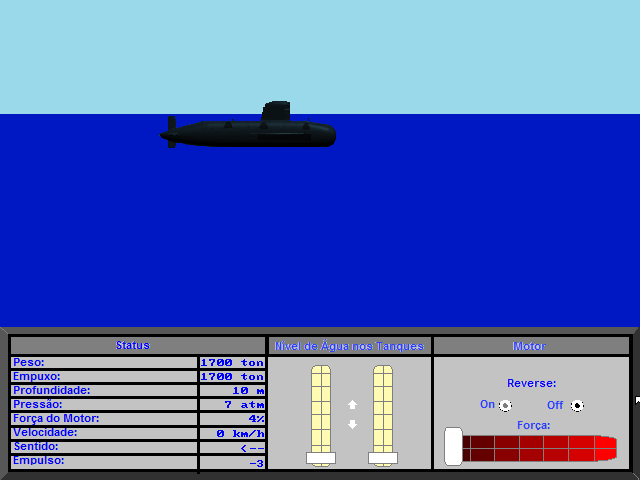 Status
Peso: 1700 ton
Empuxo: 1700 ton
Profundidade: 10 m
Pressão: 7 atm
Força do Motor: 4%
Velocidade: 0 km/h
Sentido: <--
Empulso: -3
Nível de Água nos Tanques
Motor
Reverse:
On Off
Força: